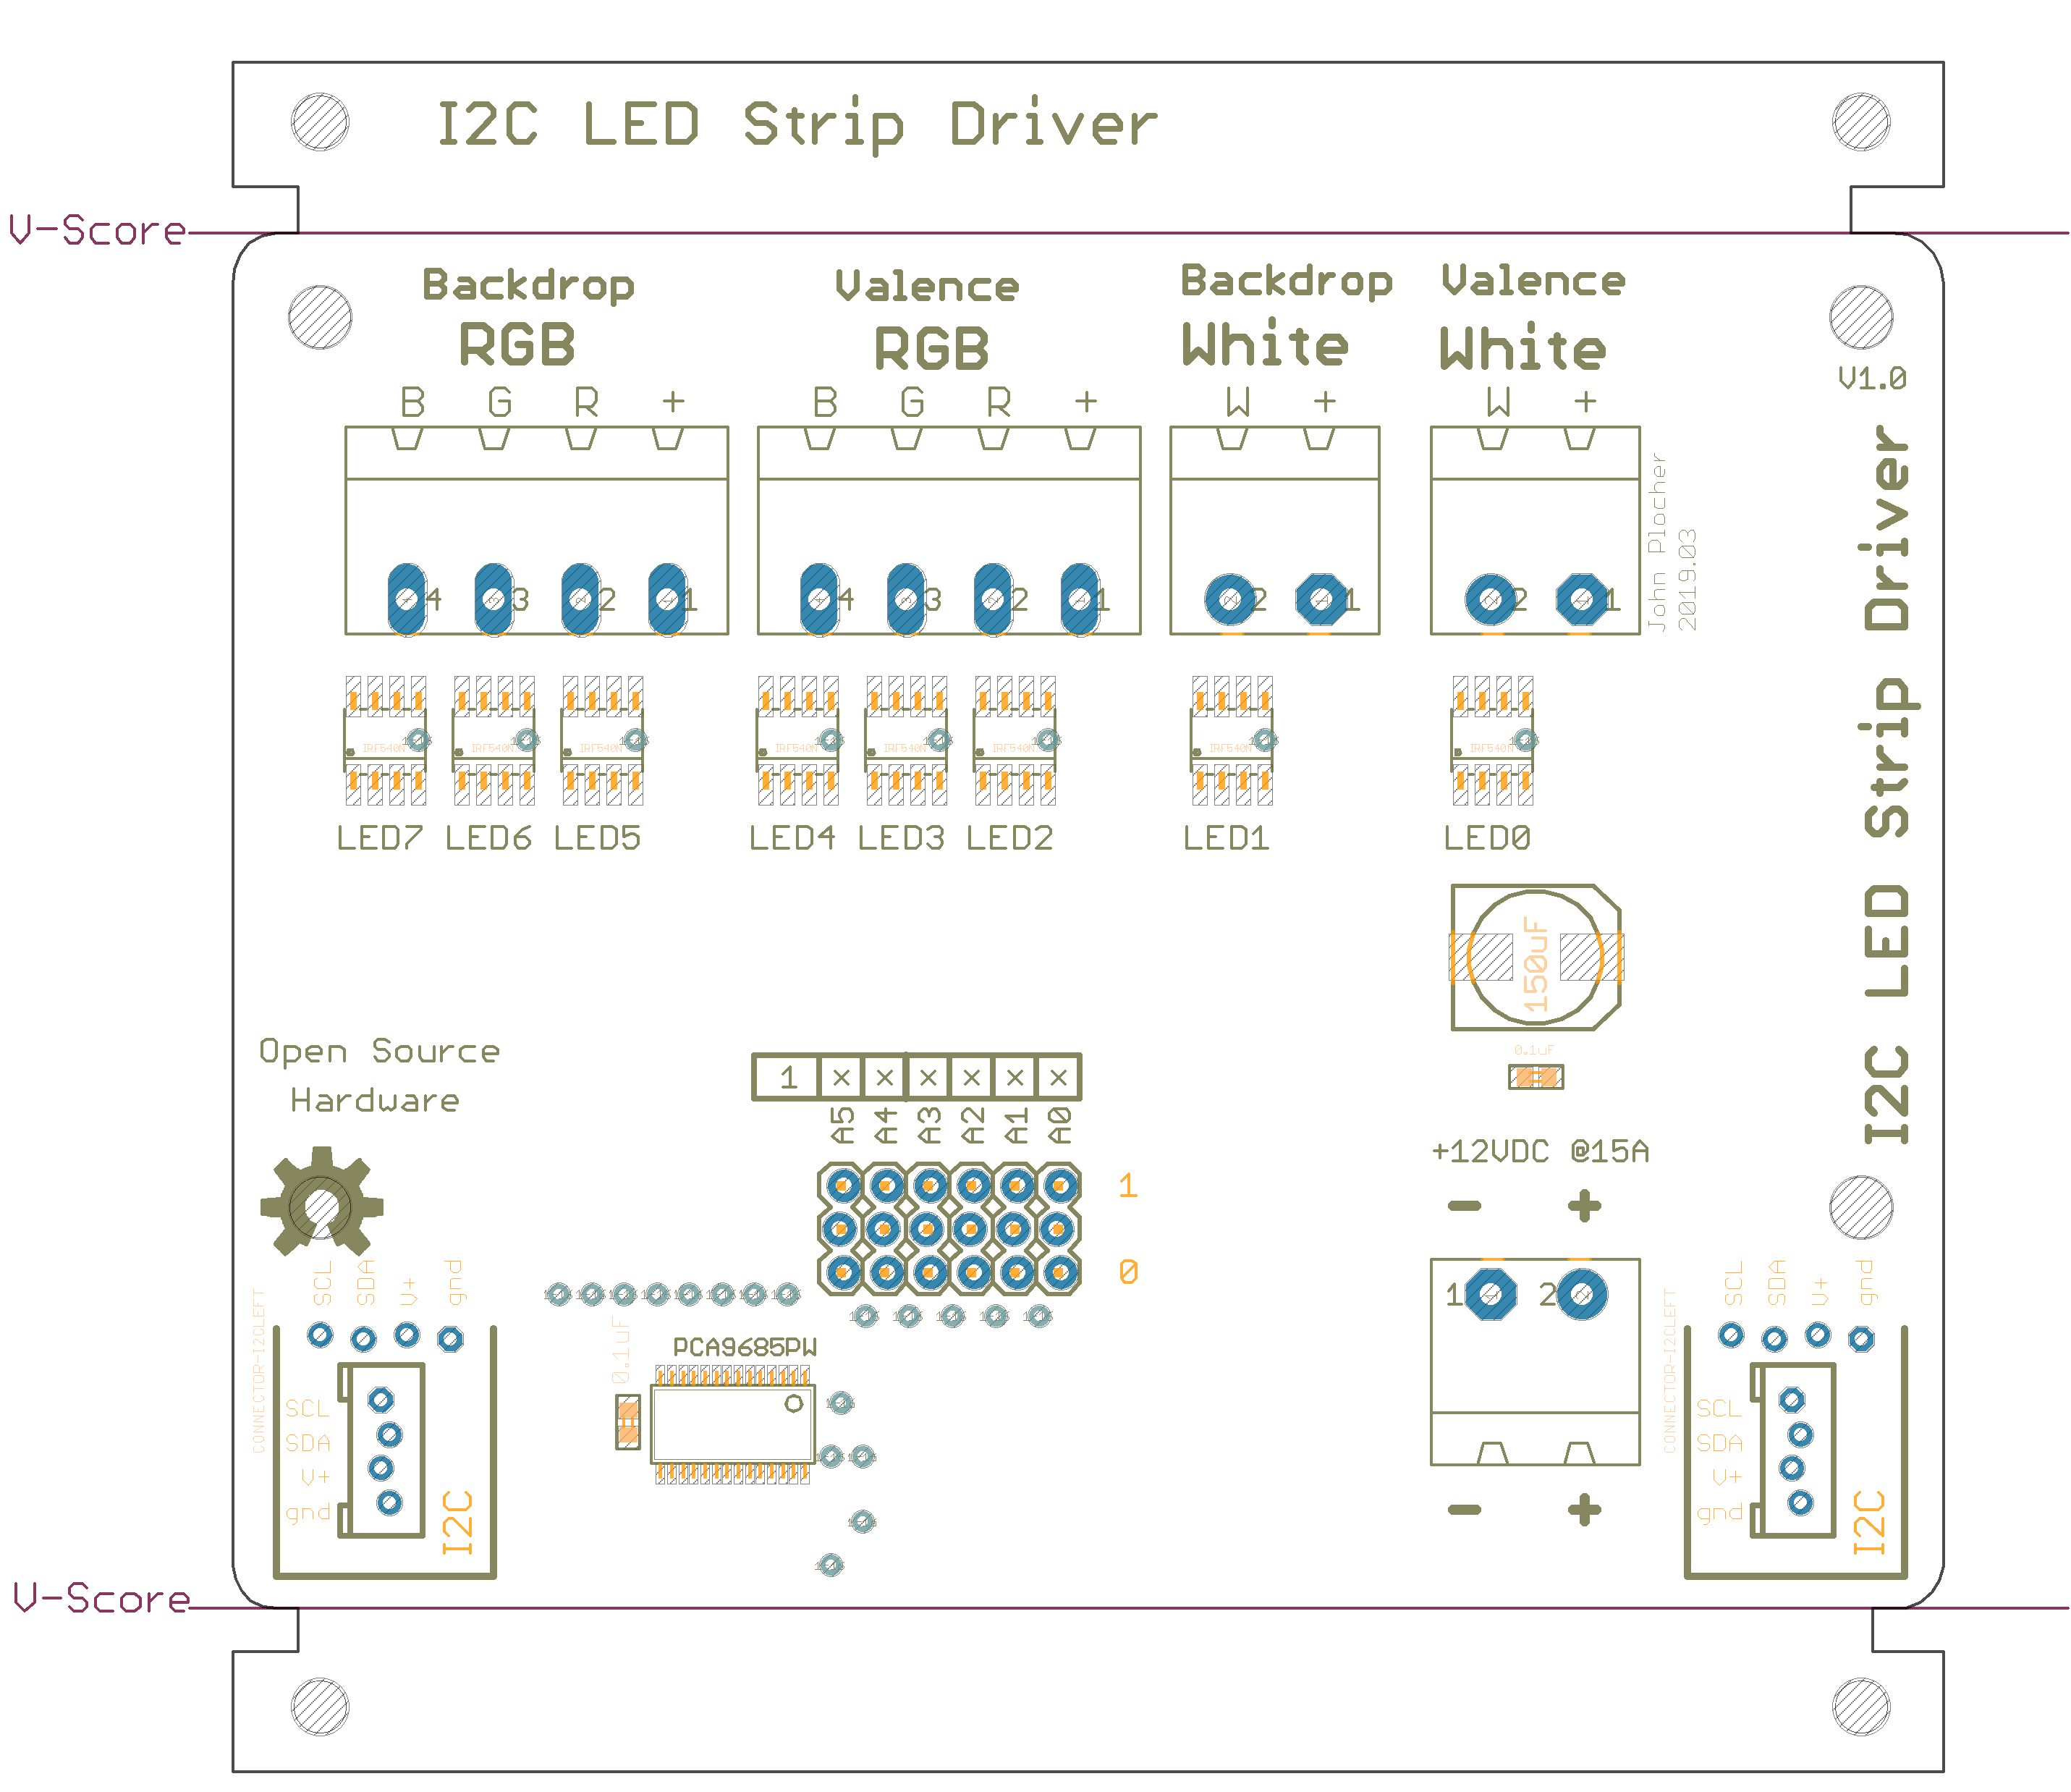 I2C LED Strip Driver
V-Score
Backdrop Valence Backdrop Valence
RGB RGB White White
V1.0
B G R + B G R + W + W +
John Plocher
2019.03
I2C LED Strip Driver
4 3 2 1 4 3 2 1 2 1 2 1
IRF540N IRF540N IRF540N IRF540N IRF540N IRF540N IRF540N IRF540N
LED7 LED6 LED5 LED4 LED3 LED2 LED1 LED0
150uF
0.1uF
Open Source
Hardware
1 x x x x x x
A5 A4 A3 A2 A1 A0
1
0
+12VDC @15A
- +
1 2
- +
SCL SDA V+ gnd
CONNECTOR-I2CLEFT
SCL
SDA
V+
gnd
I2C
0.1uF
PCA9685PW
SCL SDA V+ gnd
CONNECTOR-I2CLEFT
SCL
SDA
V+
gnd
I2C
V-Score